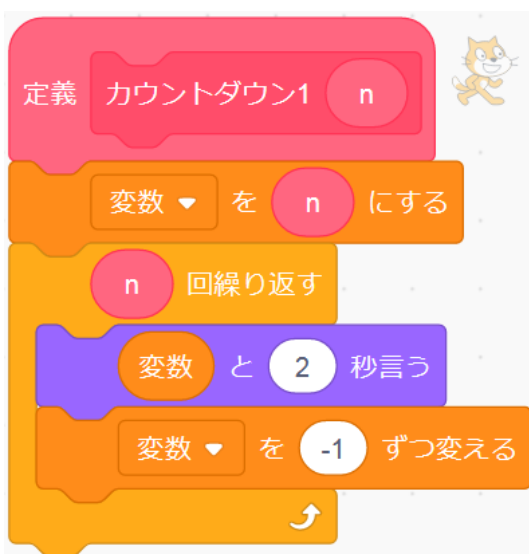 定義 カウントダウン1 n
変数 を n にする
n 回繰り返す
変数 と 2 秒言う
変数 を -1 ずつ変える